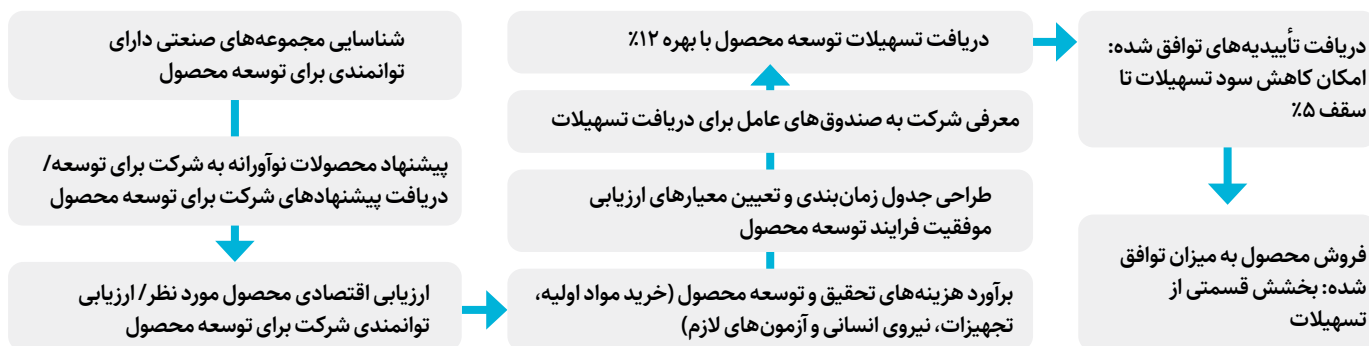 شناسایی مجموعه‌های صنعتی دارای
توانمندی برای توسعه محصول
پیشنهاد محصولات نوآورانه به شرکت برای توسعه/
دریافت پیشنهادهای شرکت برای توسعه محصول
ارزیابی اقتصادی محصول مورد نظر/ ارزیابی
توانمندی شرکت برای توسعه محصول
برآورد هزینه‌های تحقیق و توسعه محصول (خرید مواد اولیه،
تجهیزات، نیروی انسانی و آزمون‌های لازم)
طراحی جدول زمان‌بندی و تعیین معیارهای ارزیابی
موفقیت فرایند توسعه محصول
معرفی شرکت به صندوق‌های عامل برای دریافت تسهیلات
دریافت تسهیلات توسعه محصول با بهره ۱۲٪
دریافت تأییدیه‌های توافق شده:
امکان کاهش سود تسهیلات تا
سقف ۵٪
فروش محصول به میزان توافق
شده: بخشش قسمتی از
تسهیلات